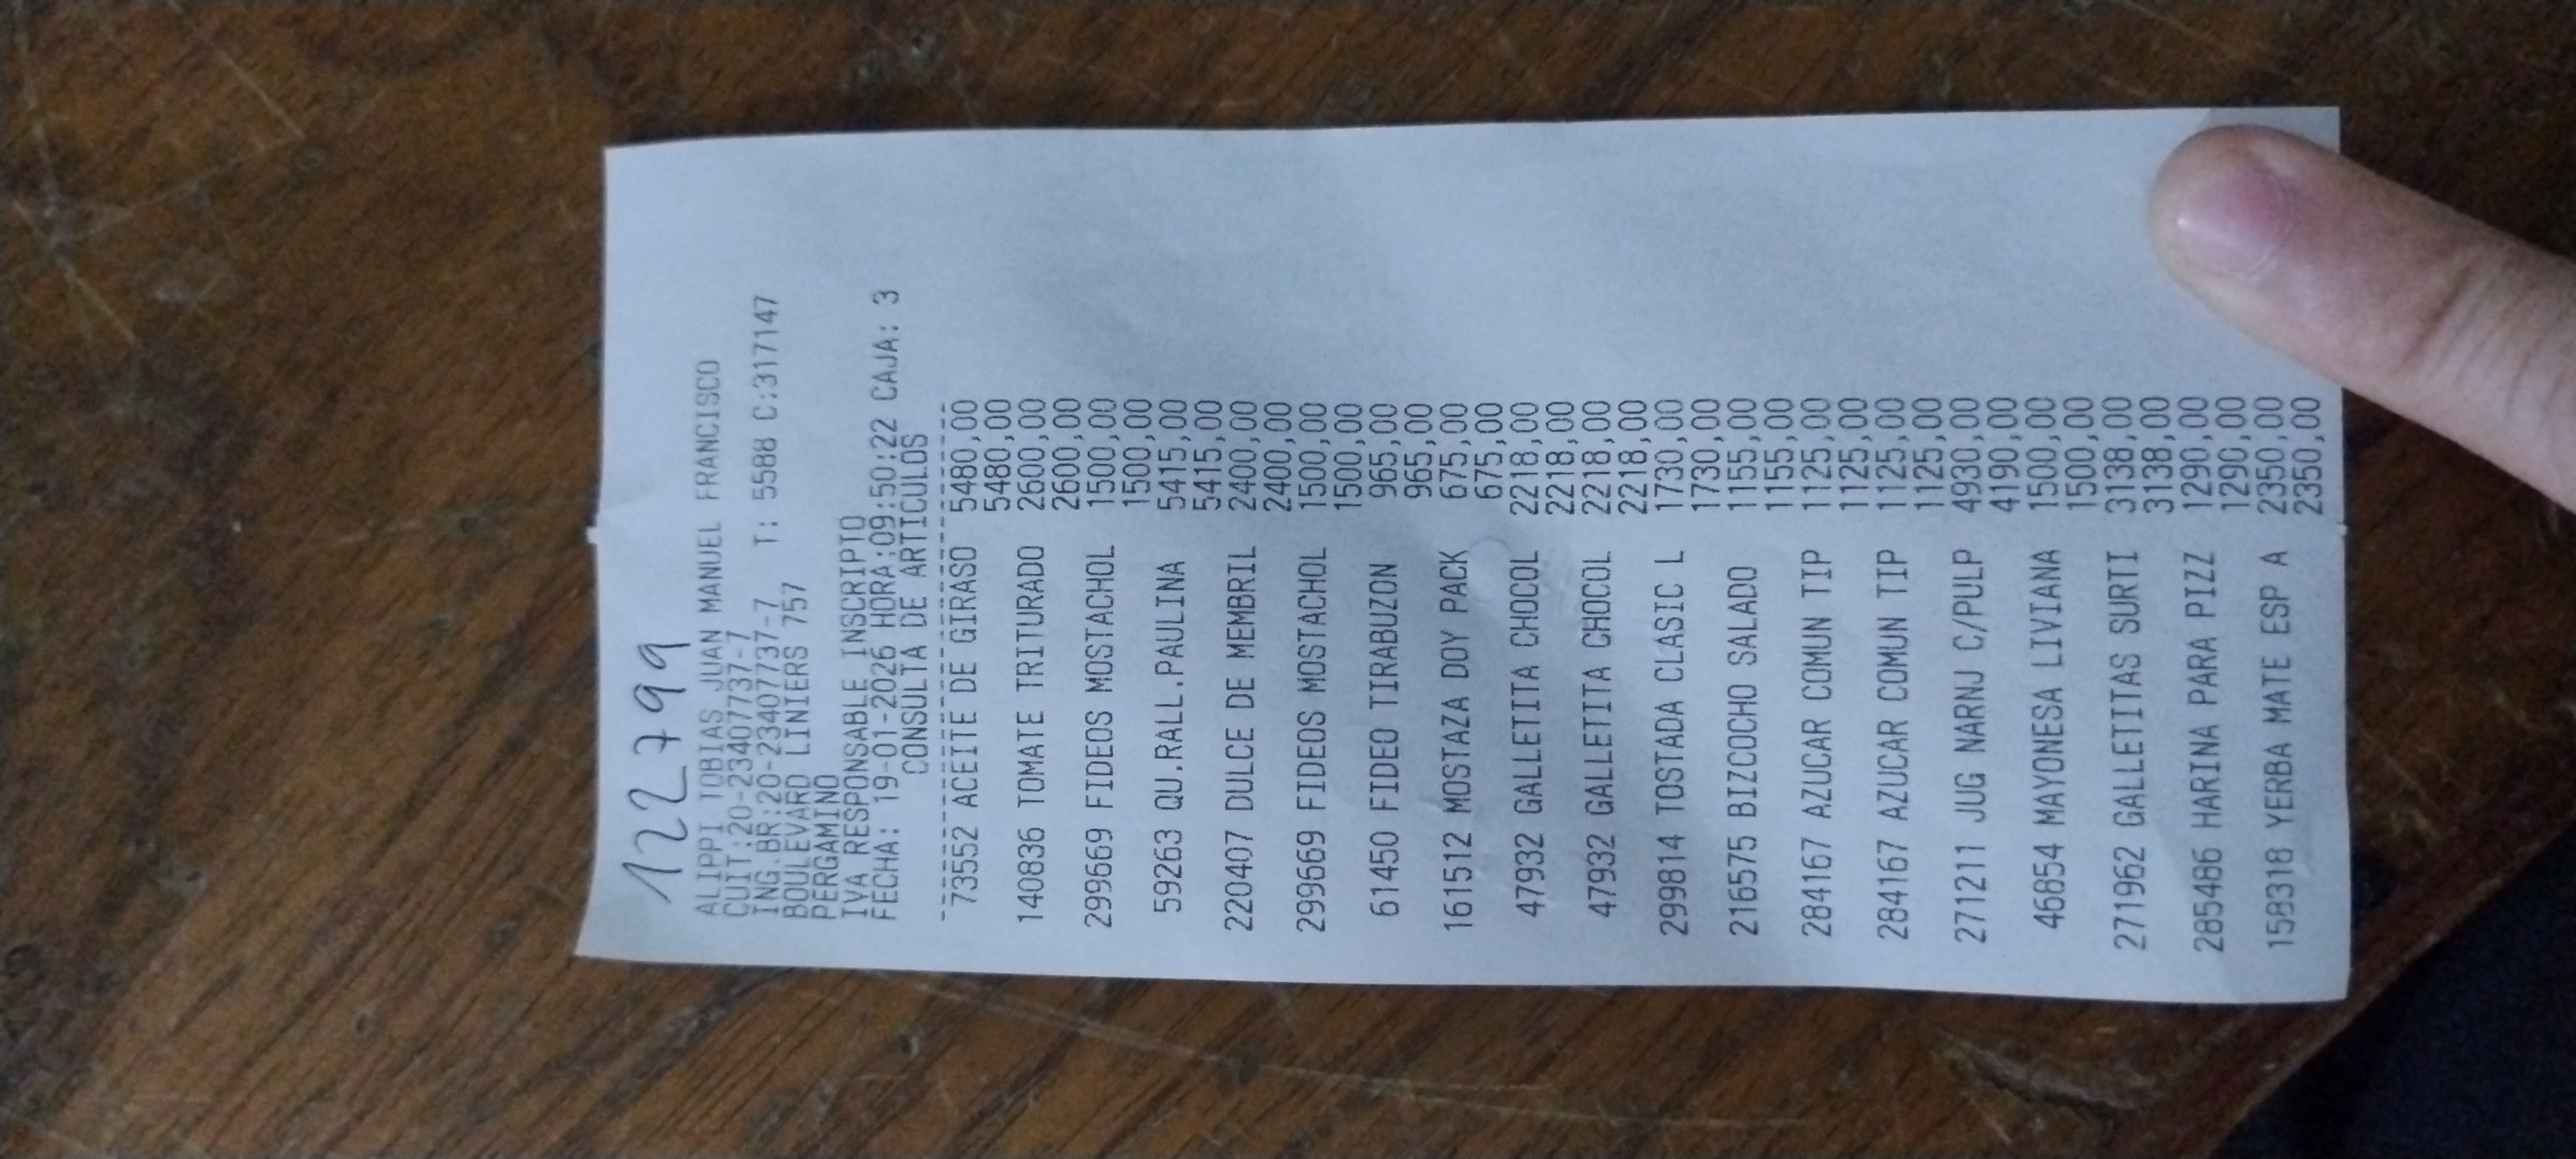 122799
ALIPPI TOBIAS JUAN MANUEL FRANCISCO
CUIT:20-23407737-7
ING.BR:20-23407737-7 T: 5588 C:317147
BOULEVARD LINIERS 757
PERGAMINO
IVA RESPONSABLE INSCRIPTO
FECHA: 19-01-2026 HORA:09:50:22 CAJA: 3
CONSULTA DE ARTICULOS
73552 ACEITE DE GIRASO 5480,00
5480,00
140836 TOMATE TRITURADO 2600,00
2600,00
299669 FIDEOS MOSTACHOL 1500,00
1500,00
59263 QU.RALL.PAULINA 5415,00
5415,00
220407 DULCE DE MEMBRIL 2400,00
2400,00
299669 FIDEOS MOSTACHOL 1500,00
1500,00
61450 FIDEO TIRABUZON 965,00
965,00
161512 MOSTAZA DOY PACK 675,00
675,00
47932 GALLETITA CHOCOL 2218,00
2218,00
47932 GALLETITA CHOCOL 2218,00
2218,00
299814 TOSTADA CLASIC L 1730,00
1730,00
216575 BIZCOCHO SALADO 1155,00
1155,00
284167 AZUCAR COMUN TIP 1125,00
1125,00
284167 AZUCAR COMUN TIP 1125,00
1125,00
271211 JUG NARNJ C/PULP 4930,00
4190,00
46854 MAYONESA LIVIANA 1500,00
1500,00
271962 GALLETITAS SURTI 3138,00
3138,00
285486 HARINA PARA PIZZ 1290,00
1290,00
158318 YERBA MATE ESP A 2350,00
2350,00